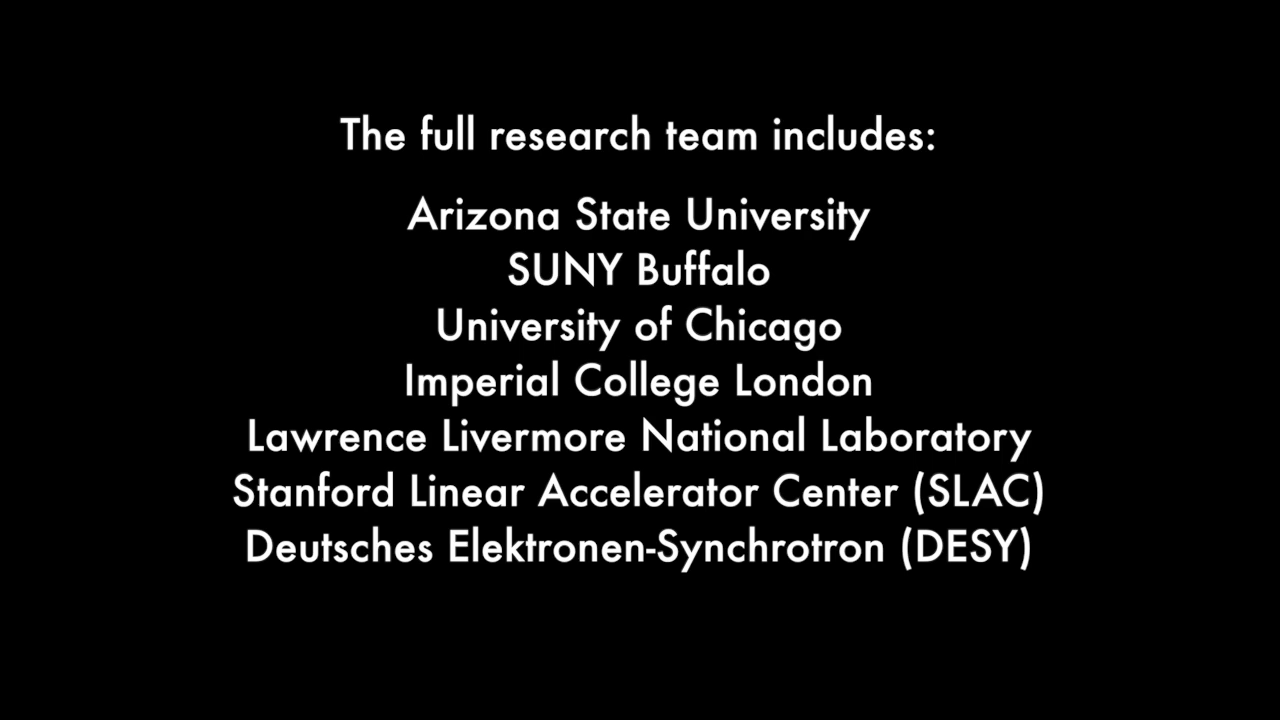 The full research team includes:
Arizona State University
SUNY Buffalo
University of Chicago
Imperial College London
Lawrence Livermore National Laboratory
Stanford Linear Accelerator Center (SLAC)
Deutsches Elektronen-Synchrotron (DESY)